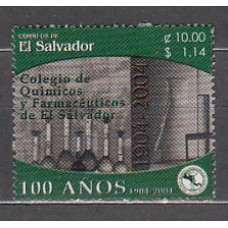 CORREOS DE
El Salvador
¢ 10.00
$ 1.14
Colegio de
Químicos
y Farmacéuticos
de El Salvador
1904-2004
100 AÑOS 1904-2004